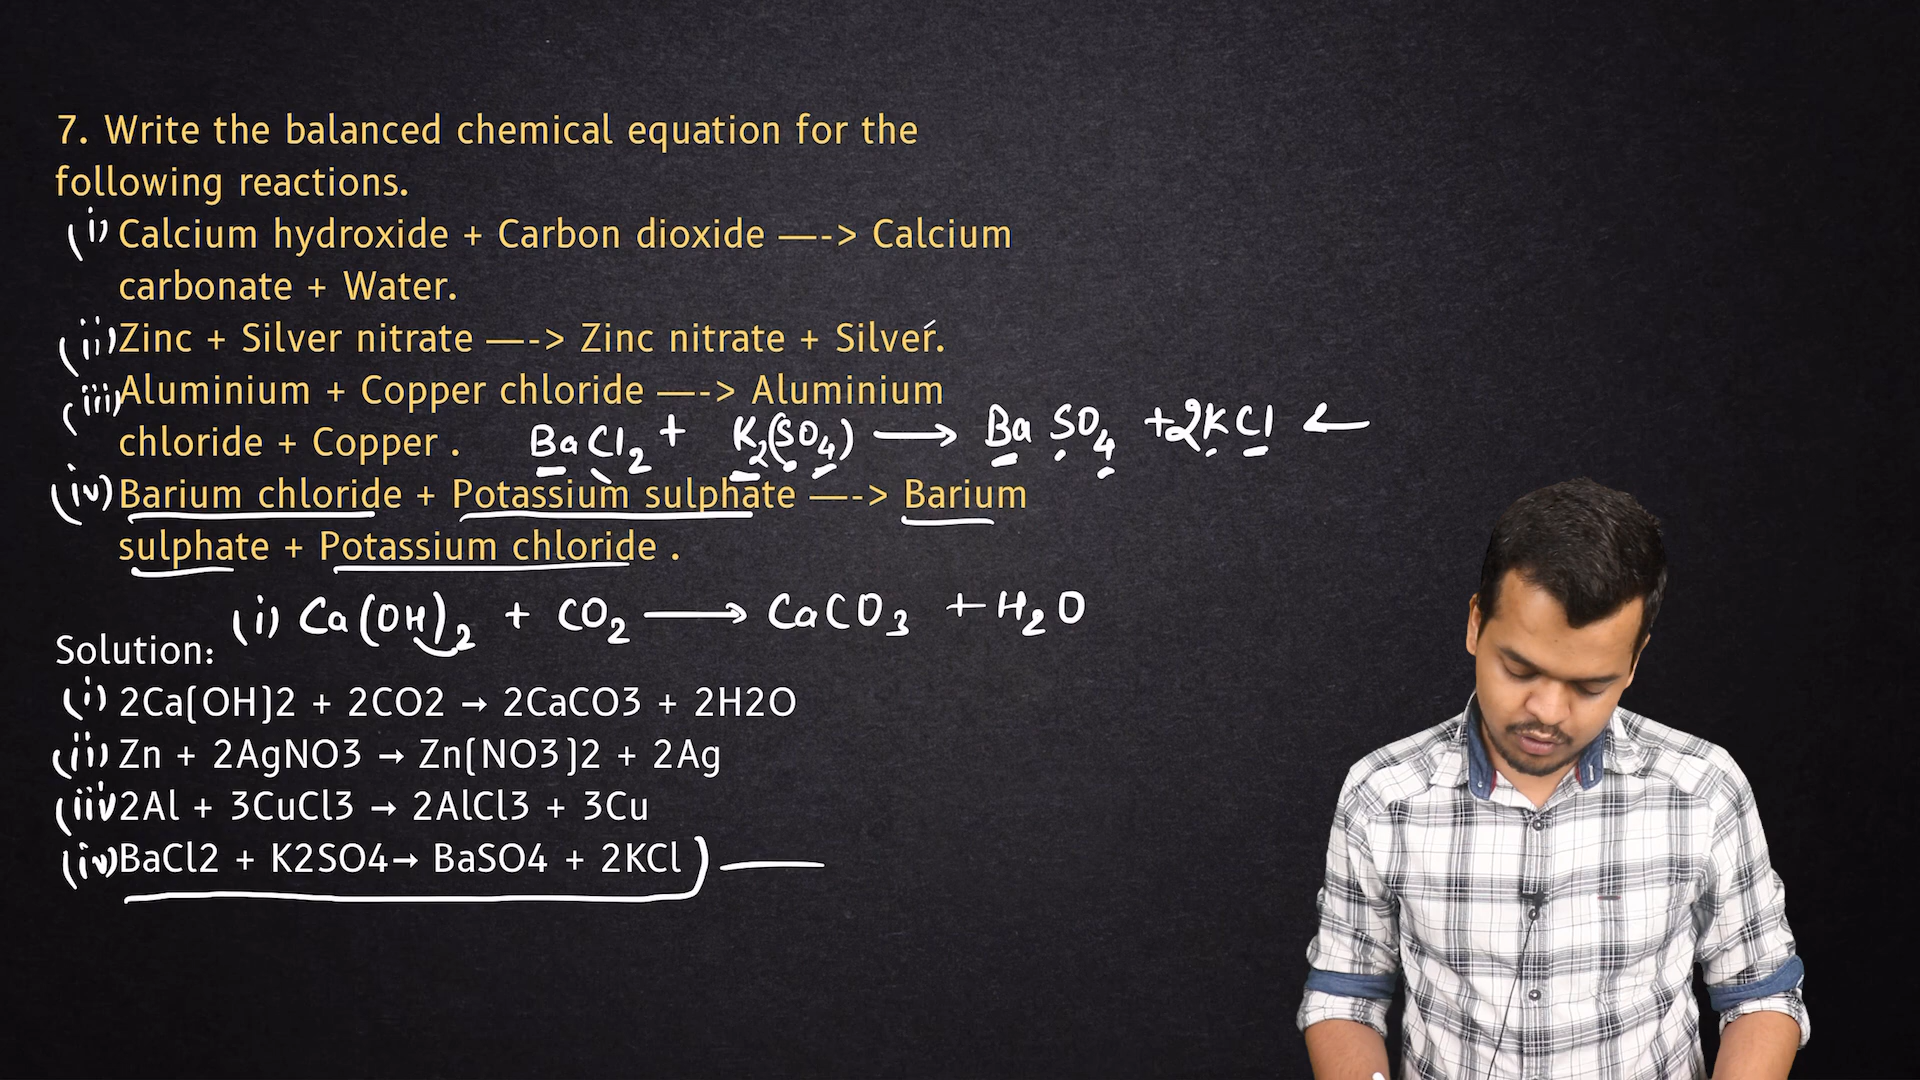 7. Write the balanced chemical equation for the
following reactions.
(i) Calcium hydroxide + Carbon dioxide —-> Calcium
carbonate + Water.
(ii) Zinc + Silver nitrate —-> Zinc nitrate + Silver.
(iii) Aluminium + Copper chloride —-> Aluminium
chloride + Copper .
BaCl2 + K2(SO4) → BaSO4 + 2KCl ←
(iv) Barium chloride + Potassium sulphate —-> Barium
sulphate + Potassium chloride .
(i) Ca(OH)2 + CO2 → CaCO3 + H2O
Solution:
(i) 2Ca(OH)2 + 2CO2 → 2CaCO3 + 2H2O
(ii) Zn + 2AgNO3 → Zn(NO3)2 + 2Ag
(iiv 2Al + 3CuCl3 → 2AlCl3 + 3Cu
(iv) BaCl2 + K2SO4→ BaSO4 + 2KCl)